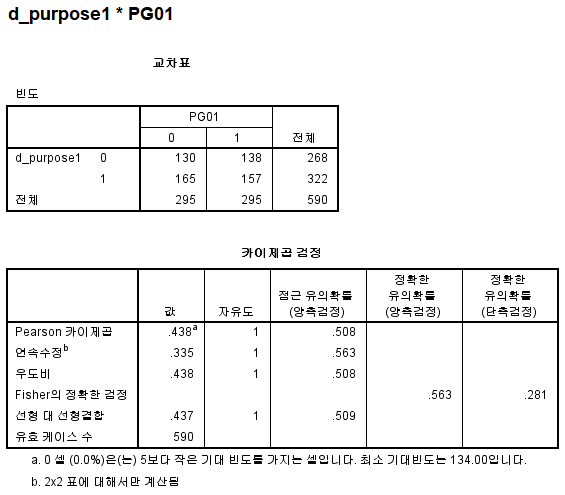 d_purpose1 * PG01
교차표
빈도
PG01
0 1 전체
d_purpose1 0 130 138 268
1 165 157 322
전체 295 295 590
카이제곱 검정
값 자유도 점근 유의확률 (양측검정) 정확한 유의확률 (양측검정) 정확한 유의확률 (단측검정)
Pearson 카이제곱 .438a 1 .508
연속수정b .335 1 .563
우도비 .438 1 .508
Fisher의 정확한 검정 .563 .281
선형 대 선형결합 .437 1 .509
유효 케이스 수 590
a. 0 셀 (0.0%)은(는) 5보다 작은 기대 빈도를 가지는 셀입니다. 최소 기대빈도는 134.00입니다.
b. 2x2 표에 대해서만 계산됨